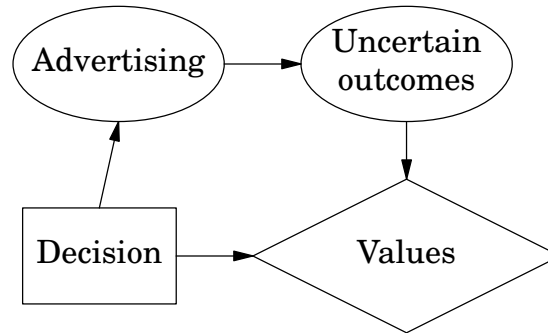 Advertising
Uncertain
outcomes
Decision
Values